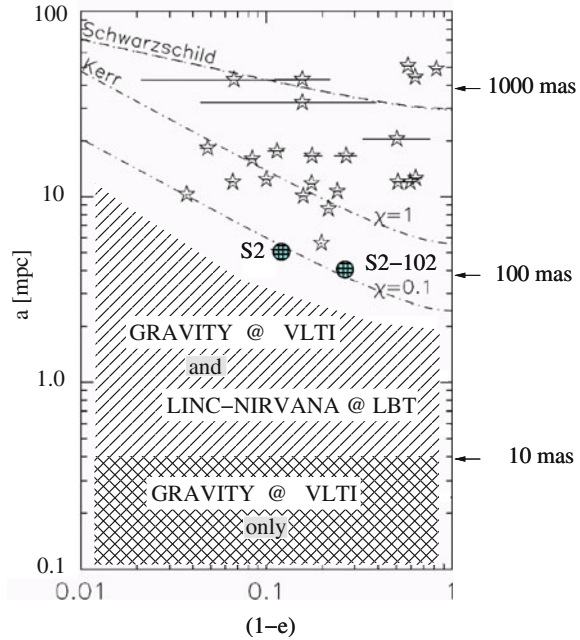 100
Schwarzschild
Kerr
1000 mas
10
χ=1
S2
S2−102
100 mas
χ=0.1
a [mpc]
GRAVITY @ VLTI
and
1.0
LINC−NIRVANA @ LBT
10 mas
GRAVITY @ VLTI
only
0.1
0.01
0.1
1
(1−e)